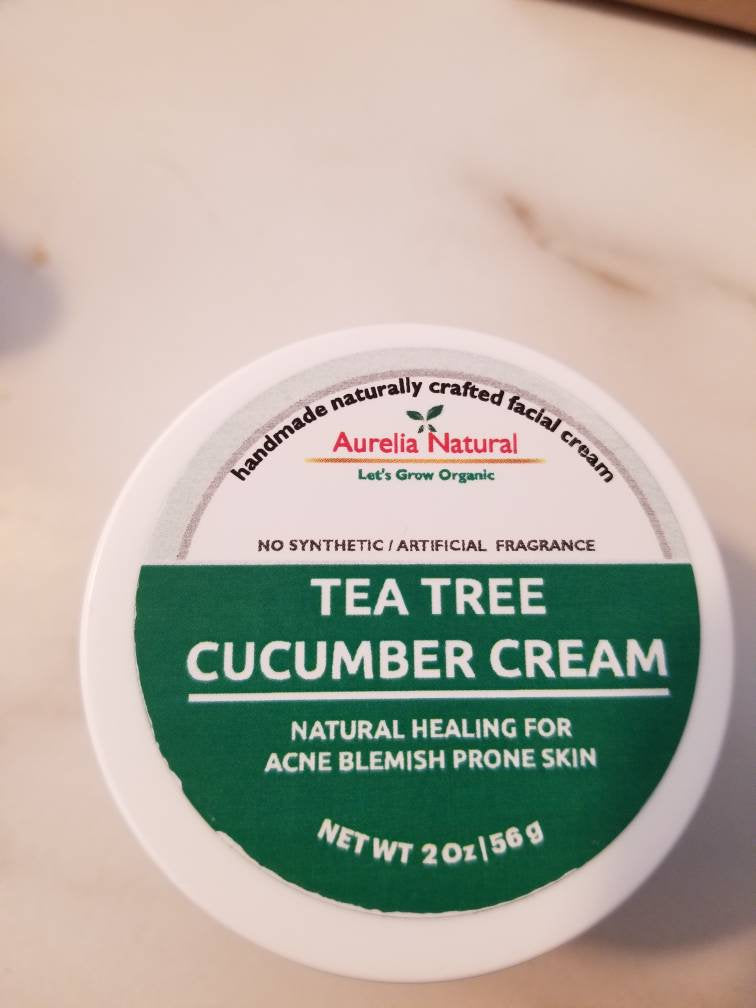 handmade naturally crafted facial cream
Aurelia Natural
Let's Grow Organic
NO SYNTHETIC / ARTIFICIAL FRAGRANCE
TEA TREE
CUCUMBER CREAM
NATURAL HEALING FOR
ACNE BLEMISH PRONE SKIN
NET WT 2 Oz | 56 g